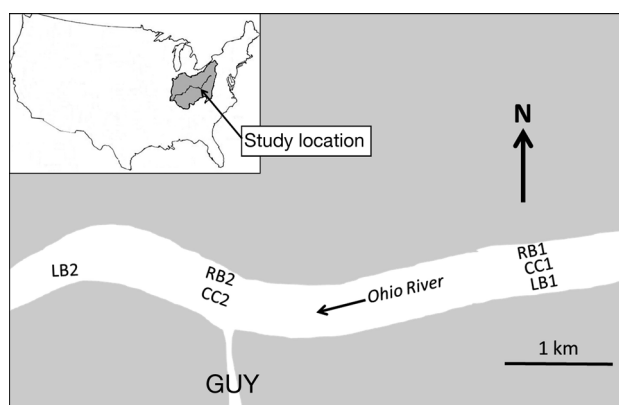 Study location
N
RB1
CC1
LB1
RB2
CC2
LB2
Ohio River
1 km
GUY